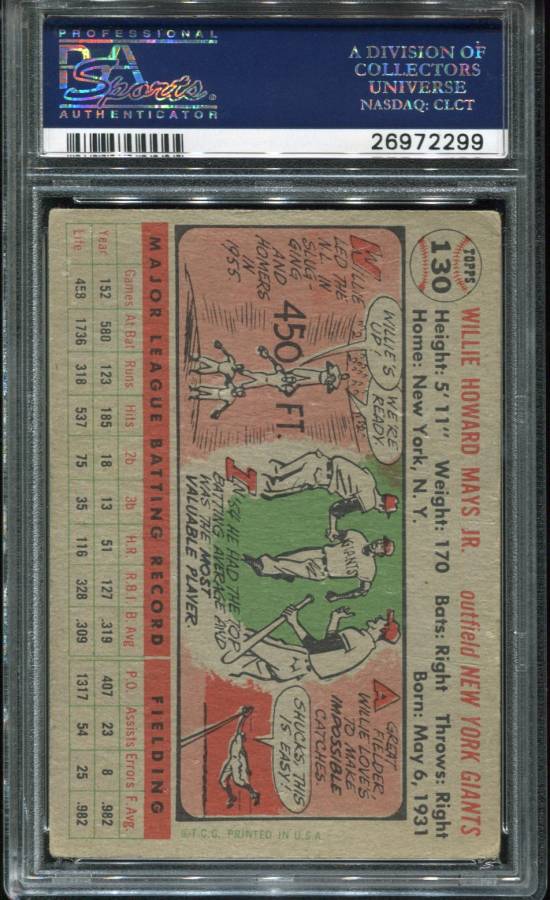 PROFESSIONAL
PSA
Sports
AUTHENTICATOR
A DIVISION OF
COLLECTORS
UNIVERSE
NASDAQ: CLCT
26972299
TOPPS
130
WILLIE HOWARD MAYS JR. outfield NEW YORK GIANTS
Height: 5' 11" Weight: 170 Bats: Right Throws: Right
Home: New York, N. Y. Born: May 6, 1931
WILLIE
LED THE
N.L. IN
SLUG-
GING
AND
HOMERS
IN
1955
WILLIE'S
UP!
WE'RE
READY
450 FT.
GIANTS
IN '54 HE HAD THE TOP
BATTING AVERAGE AND
WAS THE MOST
VALUABLE PLAYER.
A GREAT
FIELDER,
WILLIE LOVES
TO MAKE
IMPOSSIBLE
CATCHES.
SHUCKS, THIS
IS EASY!
©T.C.G. PRINTED IN U.S.A.
MAJOR LEAGUE BATTING RECORD FIELDING
Year Games At Bat Runs Hits 2b 3b H.R. R.B.I. B. Avg. P.O. Assists Errors F. Avg.
Year 152 580 123 185 18 13 51 127 .319 407 23 8 .982
Life 458 1736 318 537 75 35 116 328 .309 1317 54 25 .982